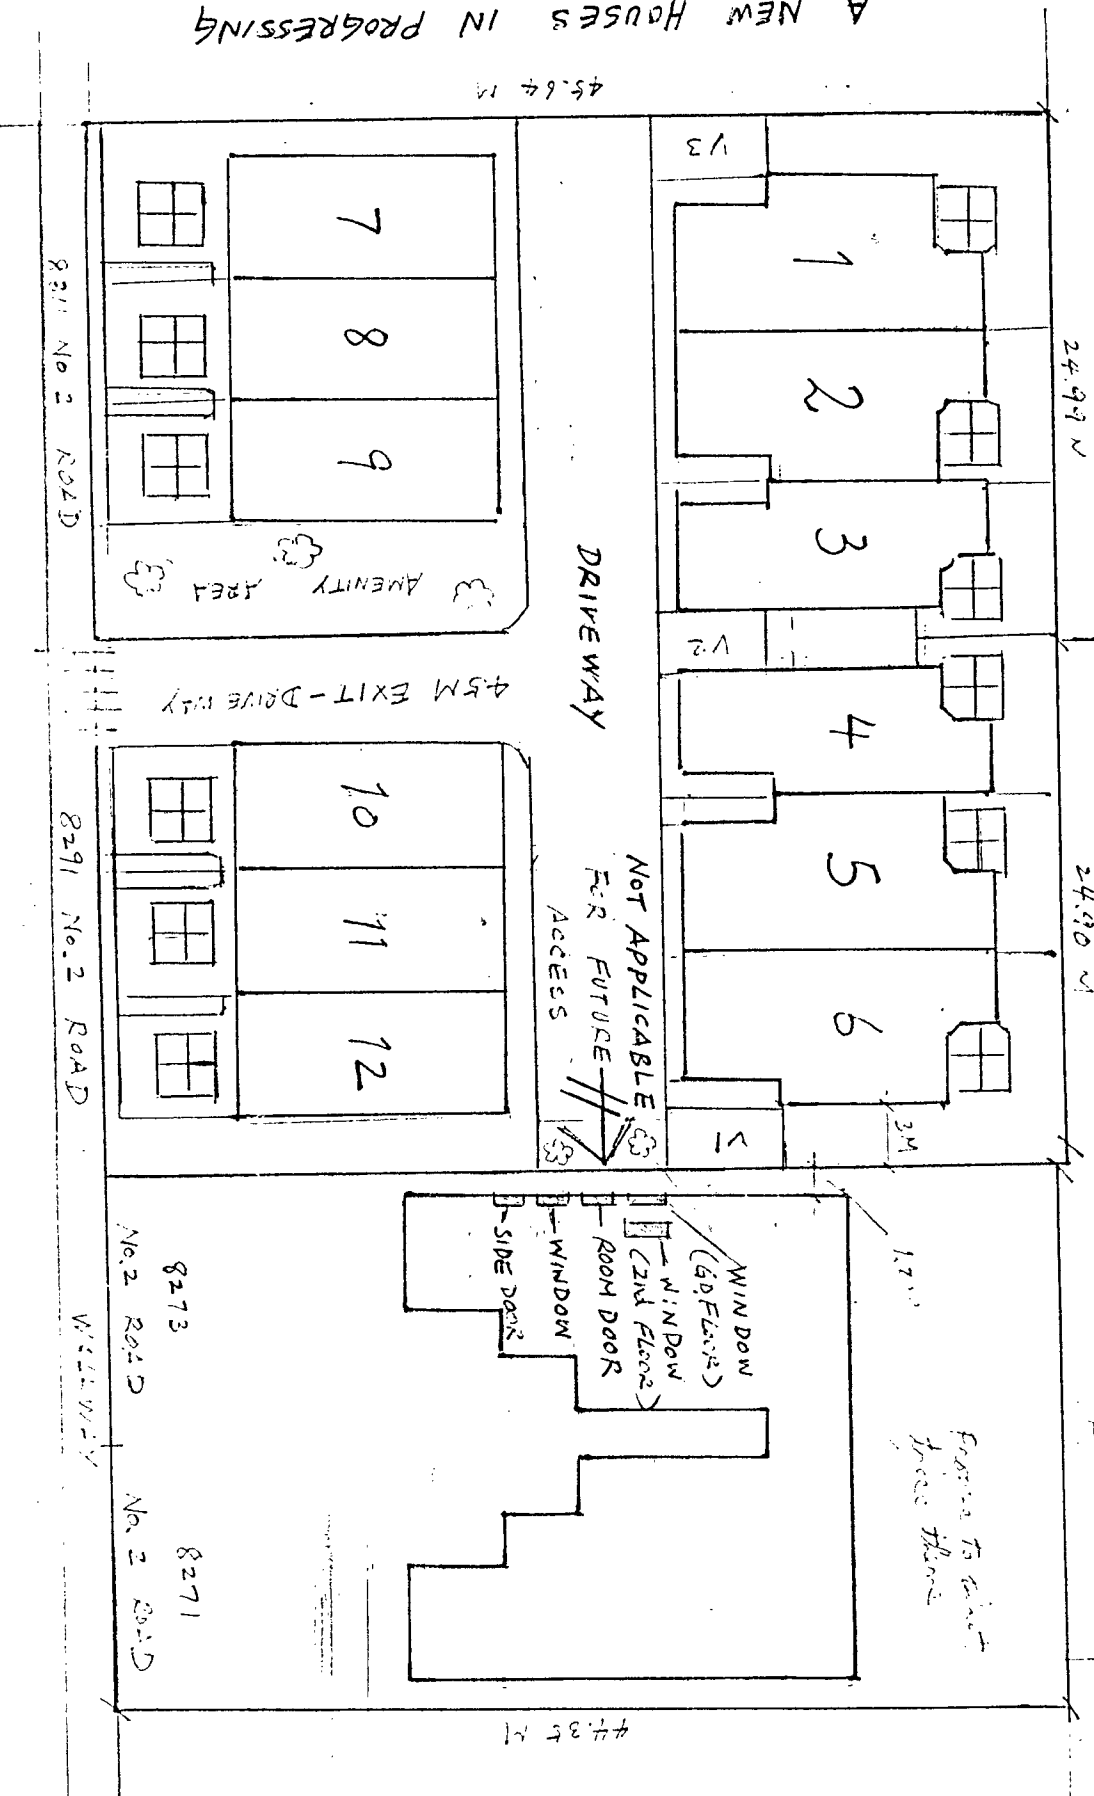 A NEW HOUSES IN PROGRESSING
45.64 M
V3
1
2
3
V2
4
5
6
V1
24.99 M
24.90 M
3M
7
8
9
AMENITY AREA
DRIVEWAY
4.5M EXIT-DRIVEWAY
10
11
12
NOT APPLICABLE
FOR FUTURE
ACCESS
8311 No 2 ROAD
8291 No.2 ROAD
WINDOW
(GD.FLOOR)
WINDOW
(2nd FLOOR)
ROOM DOOR
WINDOW
SIDE DOOR
8273
No.2 ROAD
8271
No. 2 ROAD
44.35 M